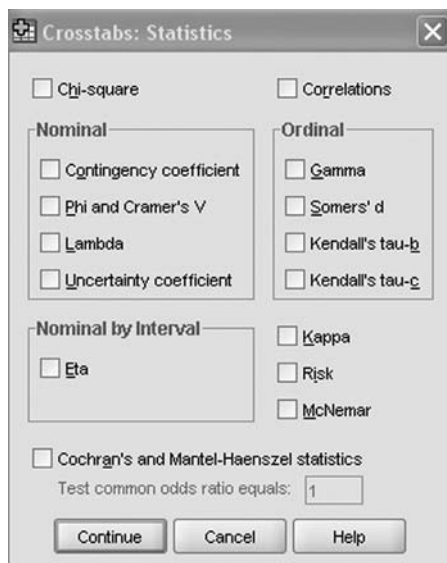 Crosstabs: Statistics
Chi-square
Correlations
Nominal
Contingency coefficient
Phi and Cramer's V
Lambda
Uncertainty coefficient
Ordinal
Gamma
Somers' d
Kendall's tau-b
Kendall's tau-c
Nominal by Interval
Eta
Kappa
Risk
McNemar
Cochran's and Mantel-Haenszel statistics
Test common odds ratio equals: 1
Continue
Cancel
Help